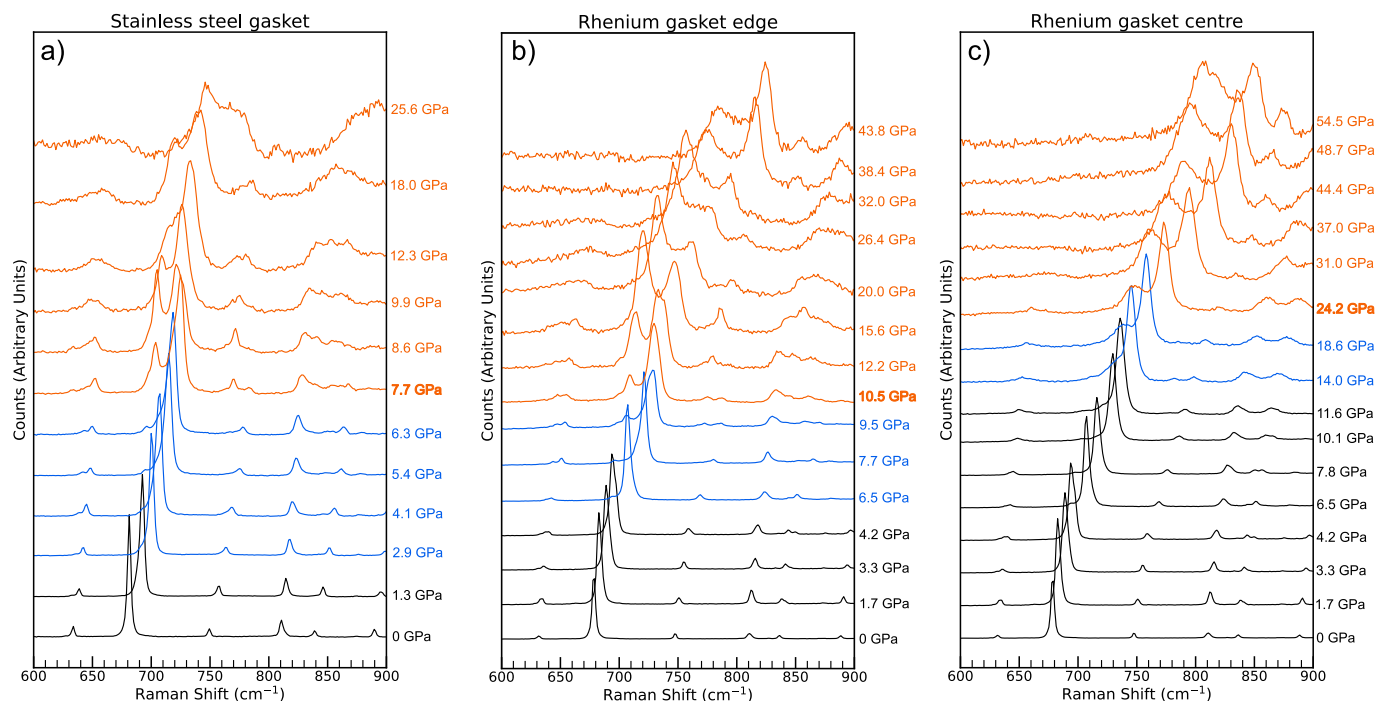 Stainless steel gasket
a)
Counts (Arbitrary Units)
25.6 GPa
18.0 GPa
12.3 GPa
9.9 GPa
8.6 GPa
7.7 GPa
6.3 GPa
5.4 GPa
4.1 GPa
2.9 GPa
1.3 GPa
0 GPa
600 650 700 750 800 850 900
Raman Shift (cm⁻¹)
Rhenium gasket edge
b)
Counts (Arbitrary Units)
43.8 GPa
38.4 GPa
32.0 GPa
26.4 GPa
20.0 GPa
15.6 GPa
12.2 GPa
10.5 GPa
9.5 GPa
7.7 GPa
6.5 GPa
4.2 GPa
3.3 GPa
1.7 GPa
0 GPa
600 650 700 750 800 850 900
Raman Shift (cm⁻¹)
Rhenium gasket centre
c)
Counts (Arbitrary Units)
54.5 GPa
48.7 GPa
44.4 GPa
37.0 GPa
31.0 GPa
24.2 GPa
18.6 GPa
14.0 GPa
11.6 GPa
10.1 GPa
7.8 GPa
6.5 GPa
4.2 GPa
3.3 GPa
1.7 GPa
0 GPa
600 650 700 750 800 850 900
Raman Shift (cm⁻¹)